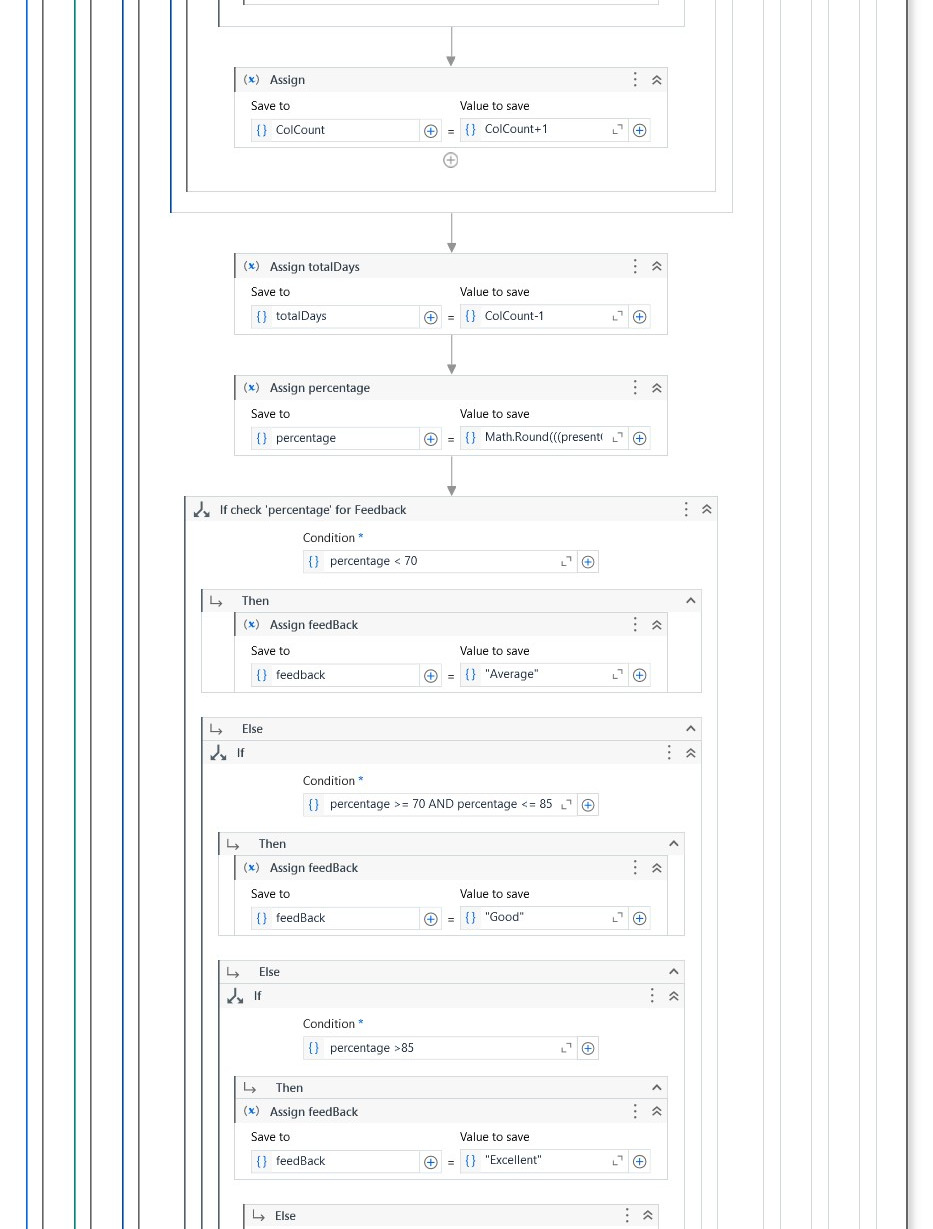 (x) Assign
Save to Value to save
{} ColCount = {} ColCount+1
(x) Assign totalDays
Save to Value to save
{} totalDays = {} ColCount-1
(x) Assign percentage
Save to Value to save
{} percentage = {} Math.Round(((present(
If check 'percentage' for Feedback
Condition *
{} percentage < 70
Then
(x) Assign feedBack
Save to Value to save
{} feedback = {} "Average"
Else
If
Condition *
{} percentage >= 70 AND percentage <= 85
Then
(x) Assign feedBack
Save to Value to save
{} feedBack = {} "Good"
Else
If
Condition *
{} percentage >85
Then
(x) Assign feedBack
Save to Value to save
{} feedBack = {} "Excellent"
Else